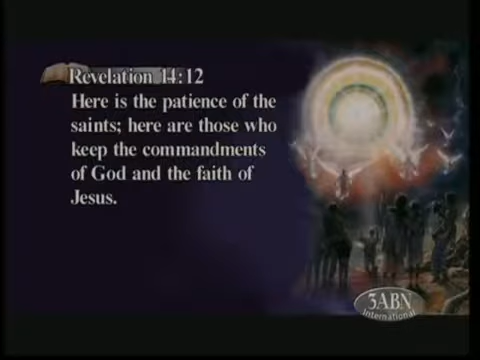 Revelation 14:12
Here is the patience of the
saints; here are those who
keep the commandments
of God and the faith of
Jesus.
3ABN
International